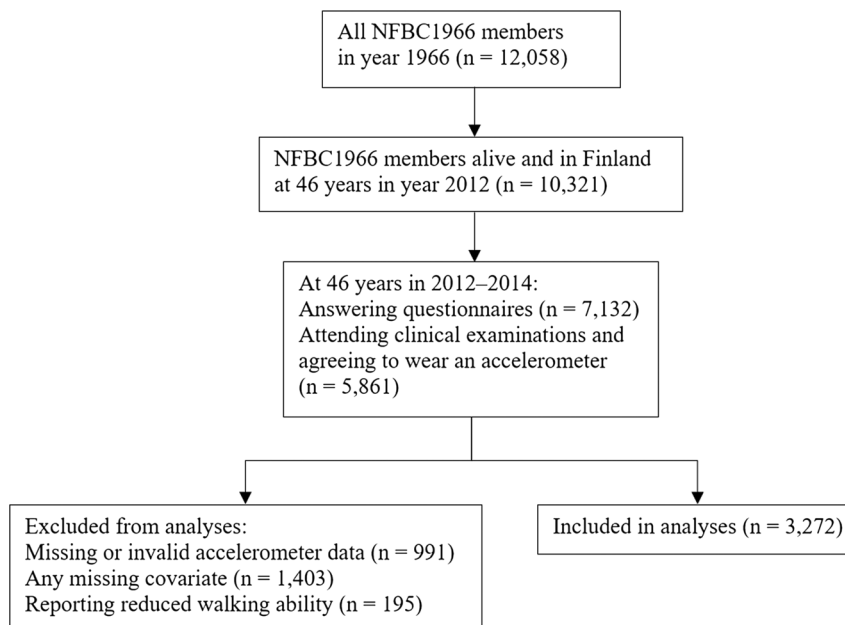 All NFBC1966 members
in year 1966 (n = 12,058)
NFBC1966 members alive and in Finland
at 46 years in year 2012 (n = 10,321)
At 46 years in 2012–2014:
Answering questionnaires (n = 7,132)
Attending clinical examinations and
agreeing to wear an accelerometer
(n = 5,861)
Excluded from analyses:
Missing or invalid accelerometer data (n = 991)
Any missing covariate (n = 1,403)
Reporting reduced walking ability (n = 195)
Included in analyses (n = 3,272)